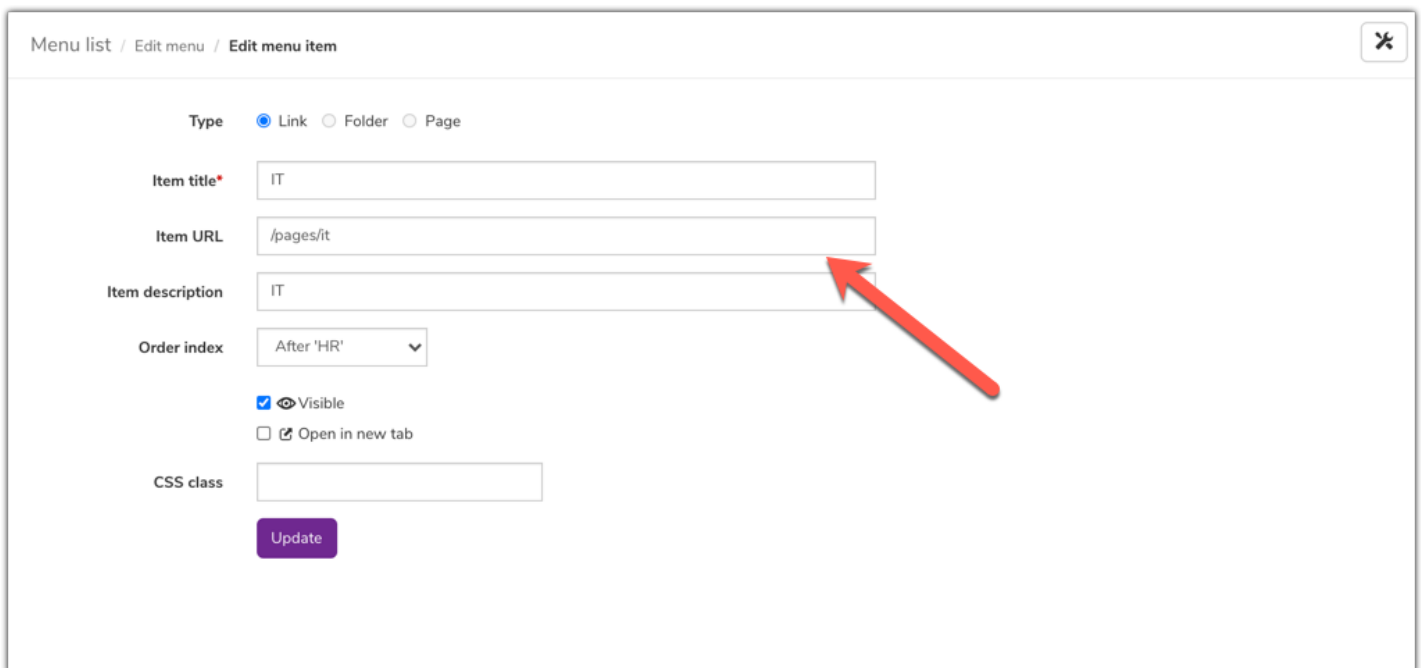 Menu list / Edit menu / Edit menu item
Type Link Folder Page
Item title* IT
Item URL /pages/it
Item description IT
Order index After 'HR'
Visible
Open in new tab
CSS class
Update